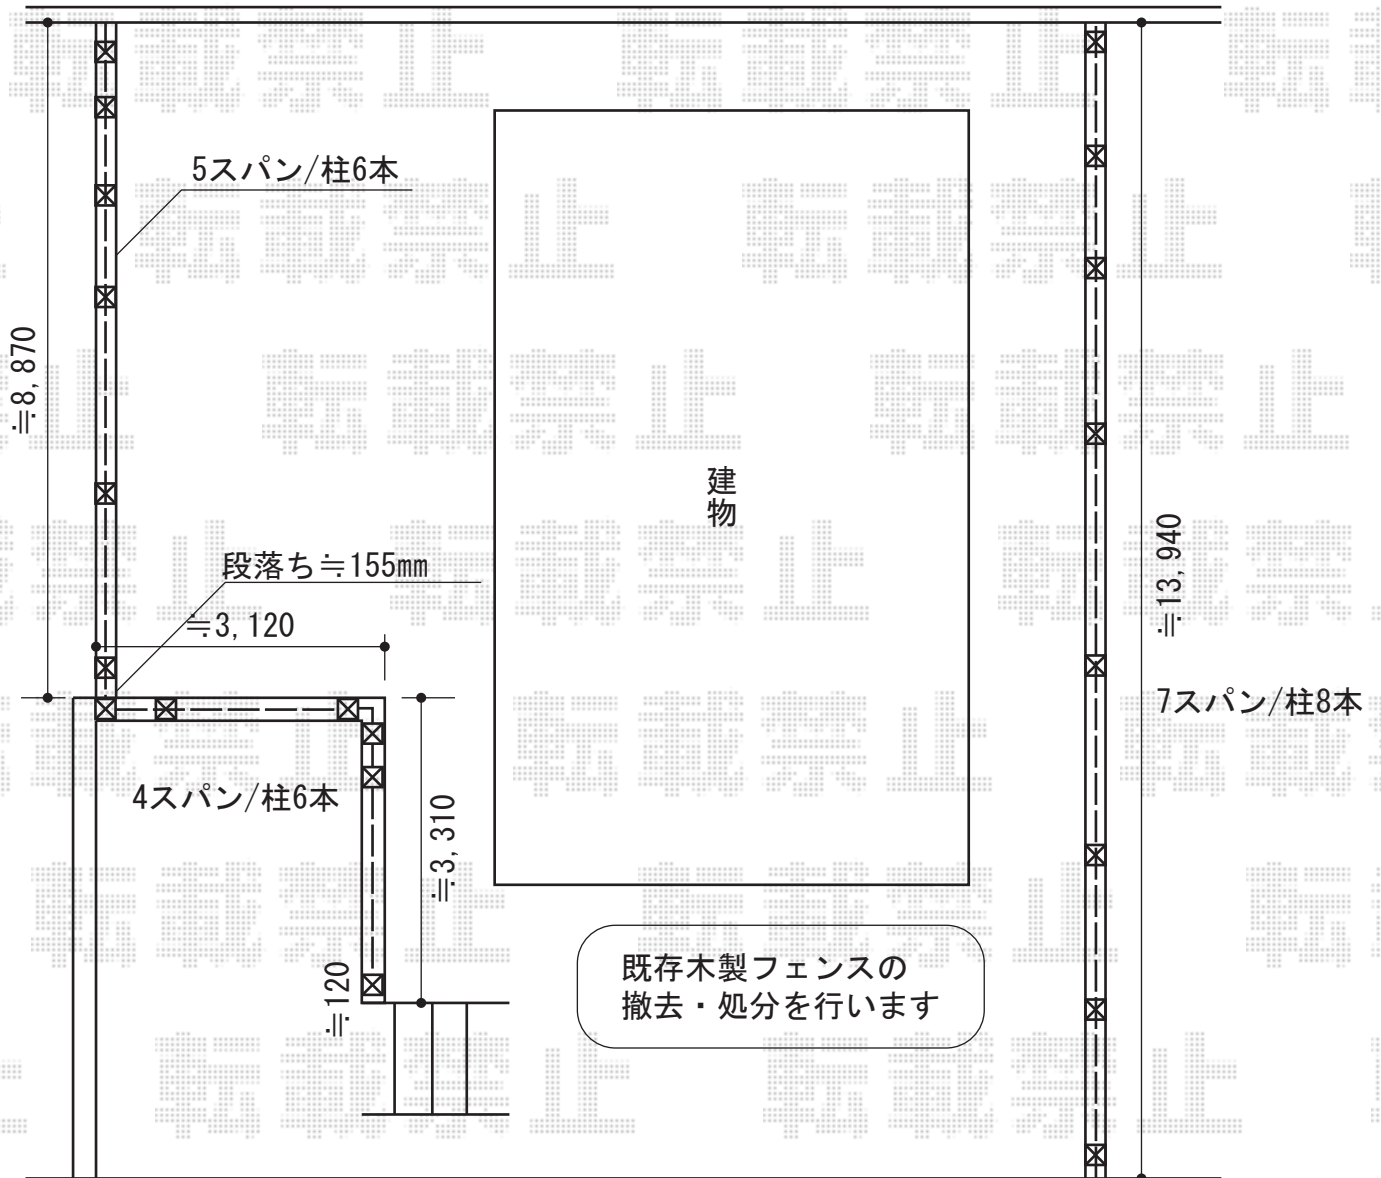 5スパン/柱6本
≒8,870
段落ち≒155mm
≒3,120
建物
≒13,940
7スパン/柱8本
4スパン/柱6本
≒3,310
≒120
既存木製フェンスの
撤去・処分を行います
転載禁止